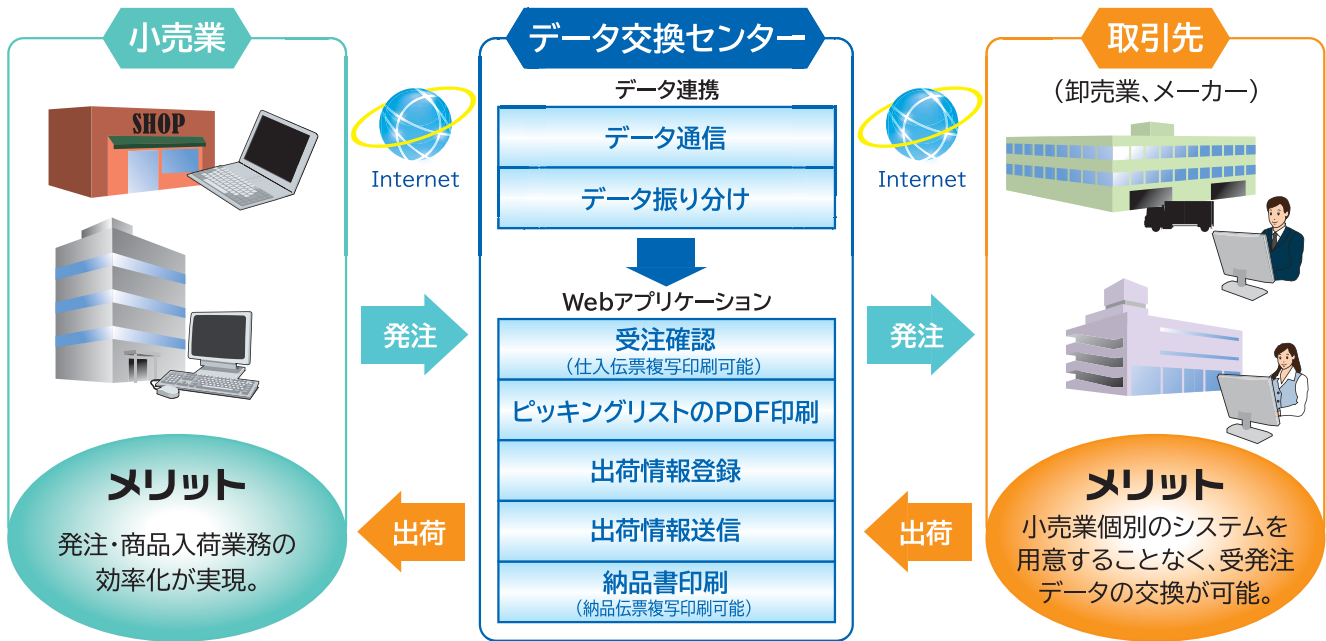 小売業
SHOP
メリット
発注・商品入荷業務の
効率化が実現。
Internet
発注
出荷
データ交換センター
データ連携
データ通信
データ振り分け
Webアプリケーション
受注確認
（仕入伝票複写印刷可能）
ピッキングリストのPDF印刷
出荷情報登録
出荷情報送信
納品書印刷
（納品伝票複写印刷可能）
Internet
発注
出荷
取引先
（卸売業、メーカー）
メリット
小売業個別のシステムを
用意することなく、受発注
データの交換が可能。